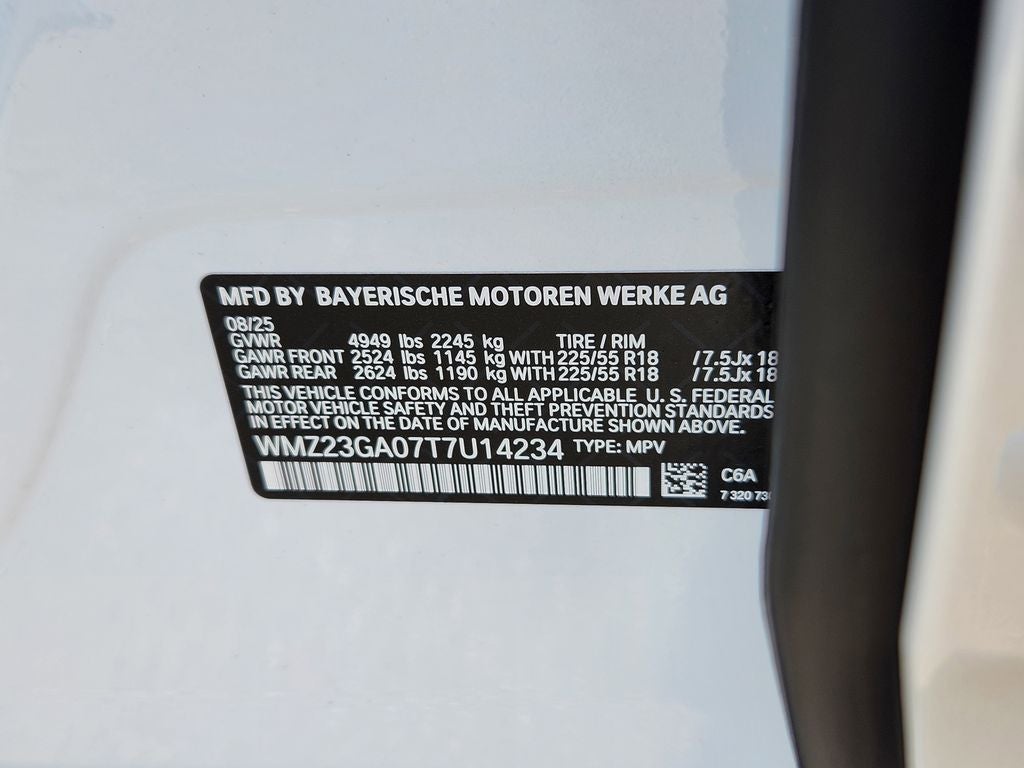 MFD BY BAYERISCHE MOTOREN WERKE AG
08/25
GVWR 4949 lbs 2245 kg TIRE / RIM
GAWR FRONT 2524 lbs 1145 kg WITH 225/55 R18 /7.5Jx 18
GAWR REAR 2624 lbs 1190 kg WITH 225/55 R18 /7.5Jx 18
THIS VEHICLE CONFORMS TO ALL APPLICABLE U. S. FEDERAL
MOTOR VEHICLE SAFETY AND THEFT PREVENTION STANDARDS
IN EFFECT ON THE DATE OF MANUFACTURE SHOWN ABOVE.
WMZ23GA07T7U14234 TYPE: MPV
C6A
7 320